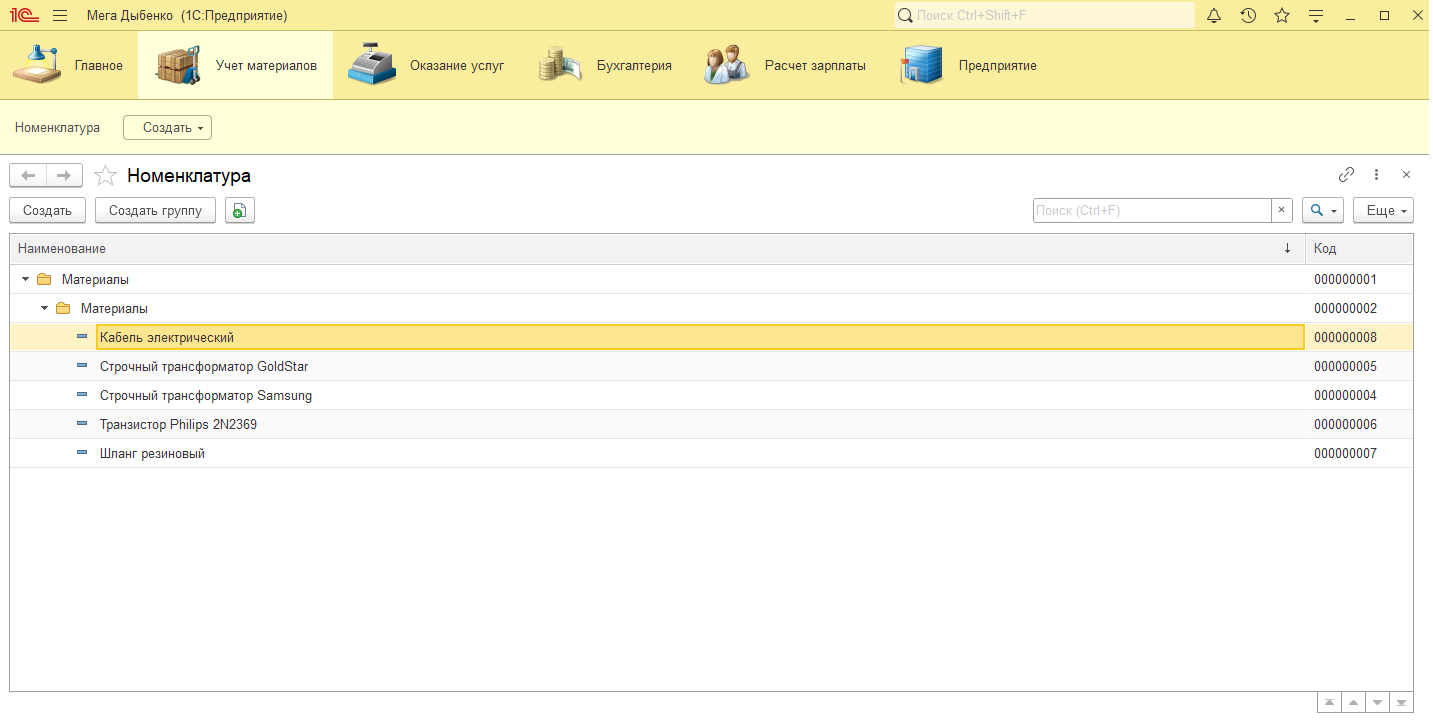 1С Мега Дыбенко (1С:Предприятие) Поиск Ctrl+Shift+F
Главное Учет материалов Оказание услуг Бухгалтерия Расчет зарплаты Предприятие
Номенклатура Создать
Номенклатура
Создать Создать группу Поиск (Ctrl+F) × Еще
Наименование ↓ Код
Материалы 000000001
Материалы 000000002
Кабель электрический 000000008
Строчный трансформатор GoldStar 000000005
Строчный трансформатор Samsung 000000004
Транзистор Philips 2N2369 000000006
Шланг резиновый 000000007